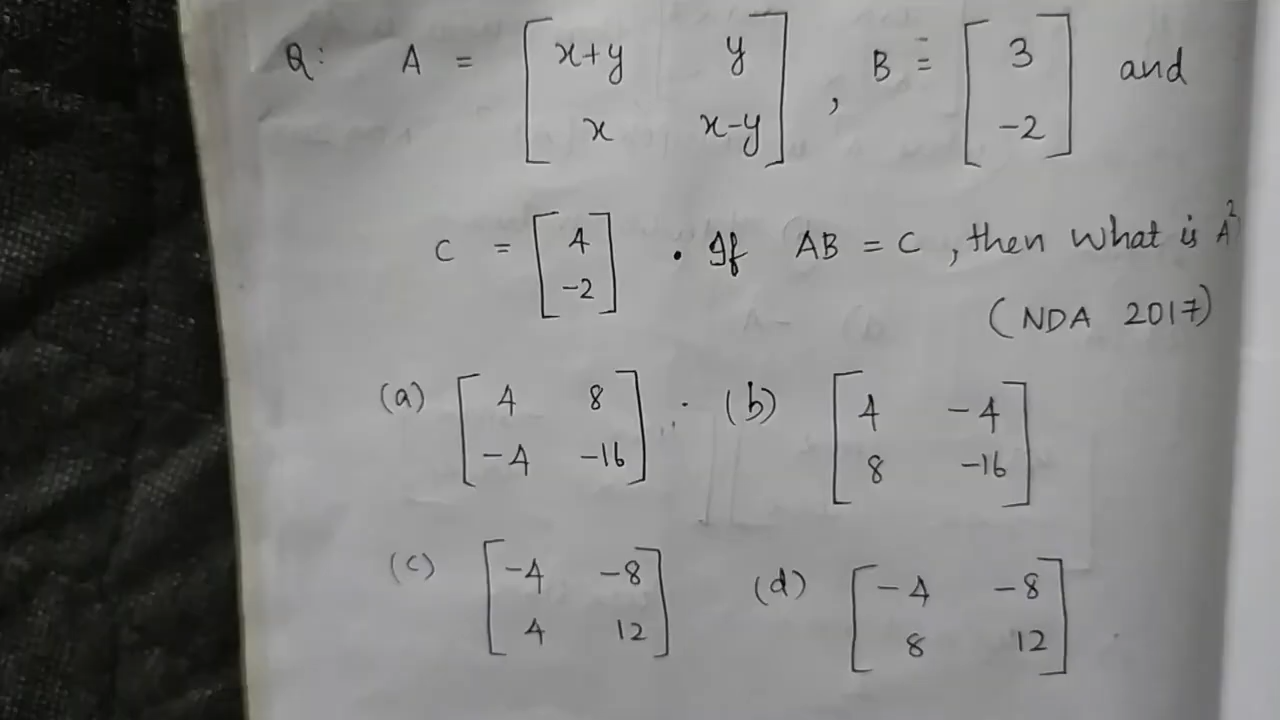 Q: A = [ x+y y ] , B = [ 3 ] and
[ x x-y ] [ -2 ]
C = [ 4 ] . If AB = C , then what is A²
[ -2 ]
(NDA 2017)
(a) [ 4 8 ] (b) [ 4 -4 ]
[ -4 -16 ] [ 8 -16 ]
(c) [ -4 -8 ] (d) [ -4 -8 ]
[ 4 12 ] [ 8 12 ]